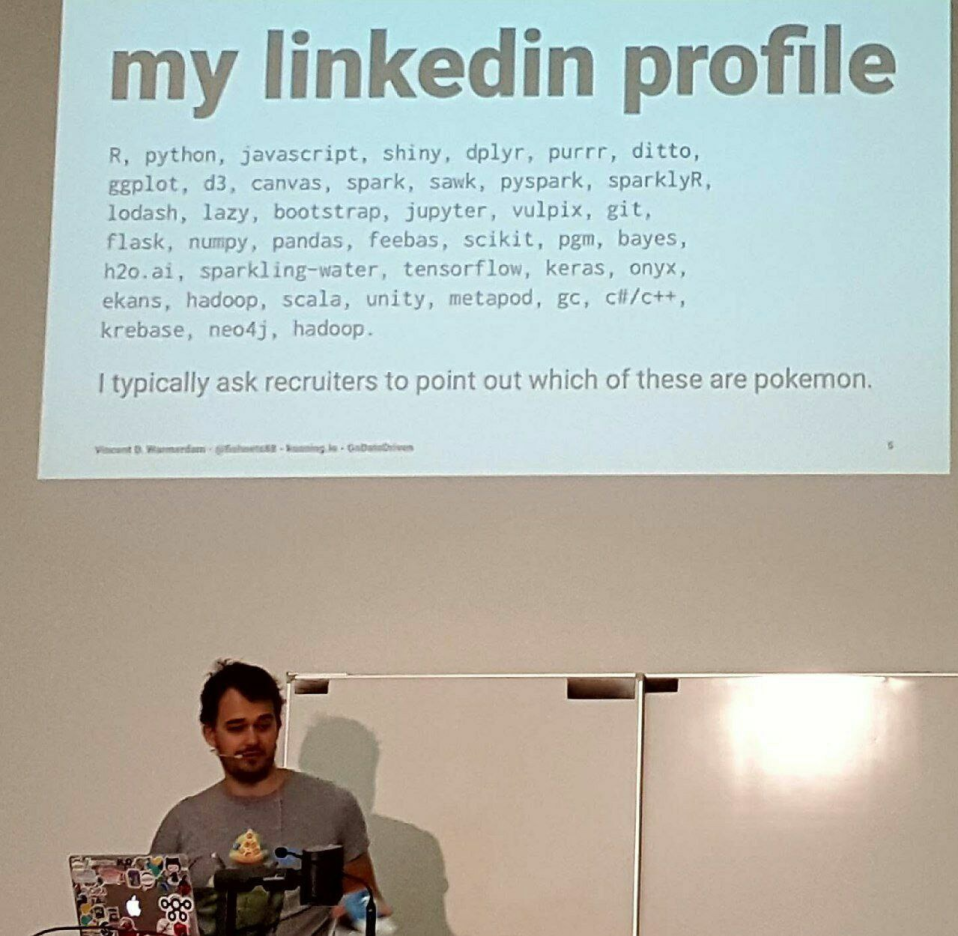 my linkedin profile
R, python, javascript, shiny, dplyr, purrr, ditto,
ggplot, d3, canvas, spark, sawk, pyspark, sparklyR,
lodash, lazy, bootstrap, jupyter, vulpix, git,
flask, numpy, pandas, feebas, scikit, pgm, bayes,
h2o.ai, sparkling-water, tensorflow, keras, onyx,
ekans, hadoop, scala, unity, metapod, gc, c#/c++,
krebase, neo4j, hadoop.
I typically ask recruiters to point out which of these are pokemon.
Vincent D. Warmerdam - - GoDataDriven
5